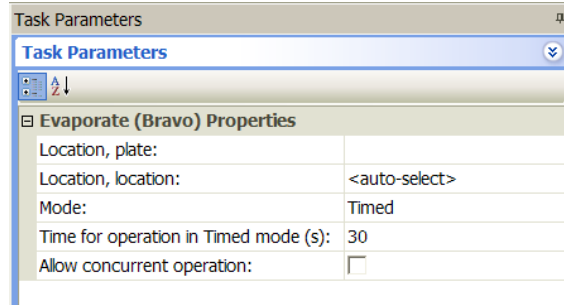 Task Parameters
Task Parameters
Evaporate (Bravo) Properties
Location, plate:
Location, location: <auto-select>
Mode: Timed
Time for operation in Timed mode (s): 30
Allow concurrent operation: